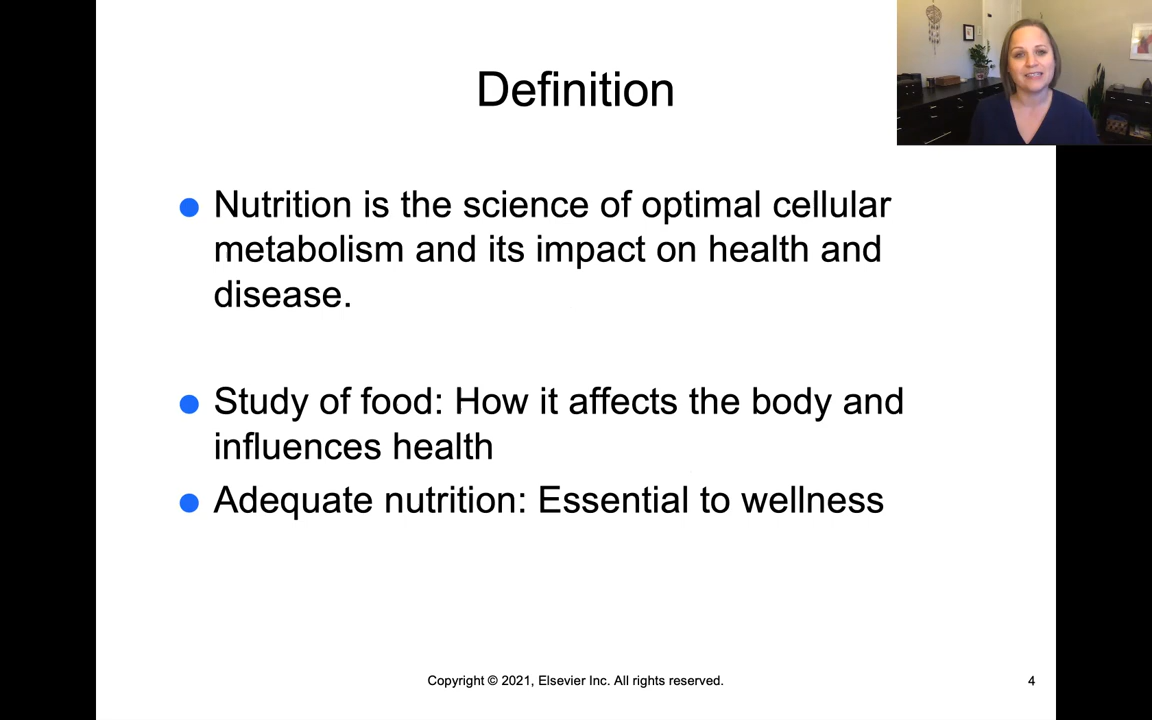 Definition
Nutrition is the science of optimal cellular
metabolism and its impact on health and
disease.
Study of food: How it affects the body and
influences health
Adequate nutrition: Essential to wellness
Copyright © 2021, Elsevier Inc. All rights reserved.
4